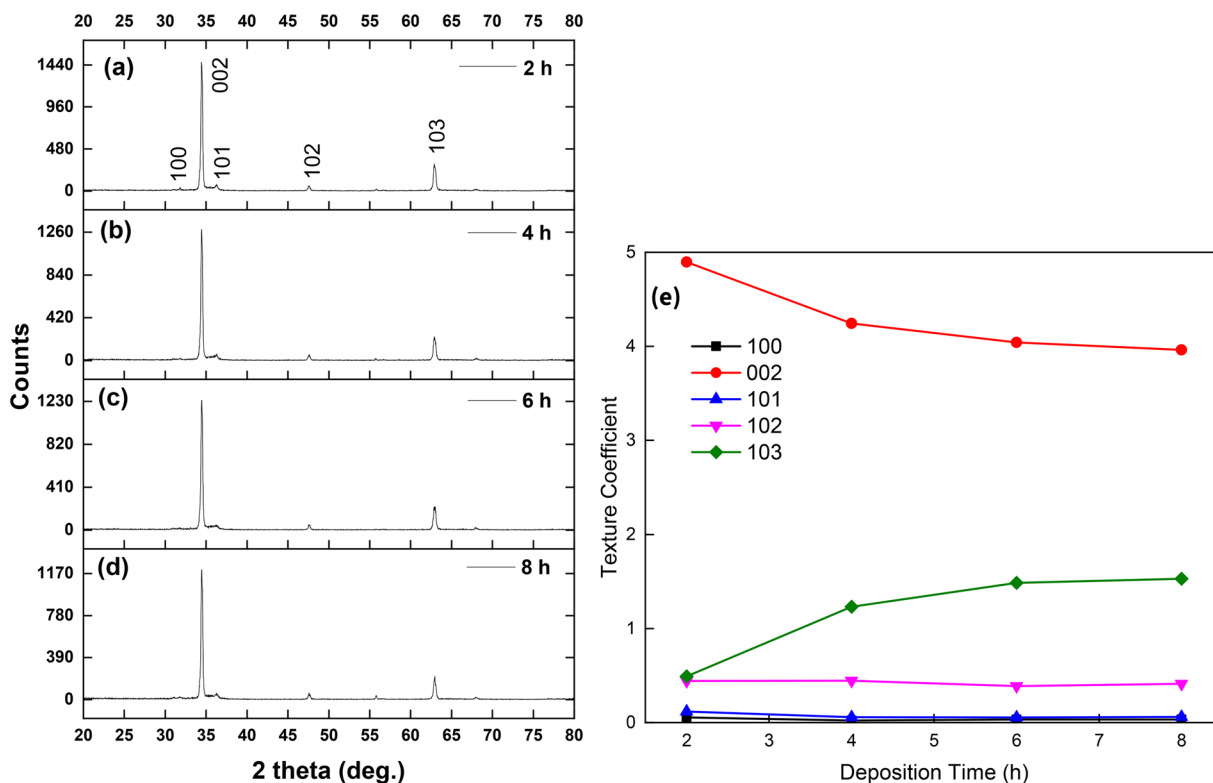 20 25 30 35 40 45 50 55 60 65 70 75 80
(a)
2 h
002
100
101
102
103
1440
960
480
0
(b)
4 h
1260
840
420
0
(c)
6 h
1230
820
410
0
(d)
8 h
1170
780
390
0
20 25 30 35 40 45 50 55 60 65 70 75 80
Counts
2 theta (deg.)
(e)
100
002
101
102
103
5
4
3
2
1
0
2 3 4 5 6 7 8
Texture Coefficient
Deposition Time (h)